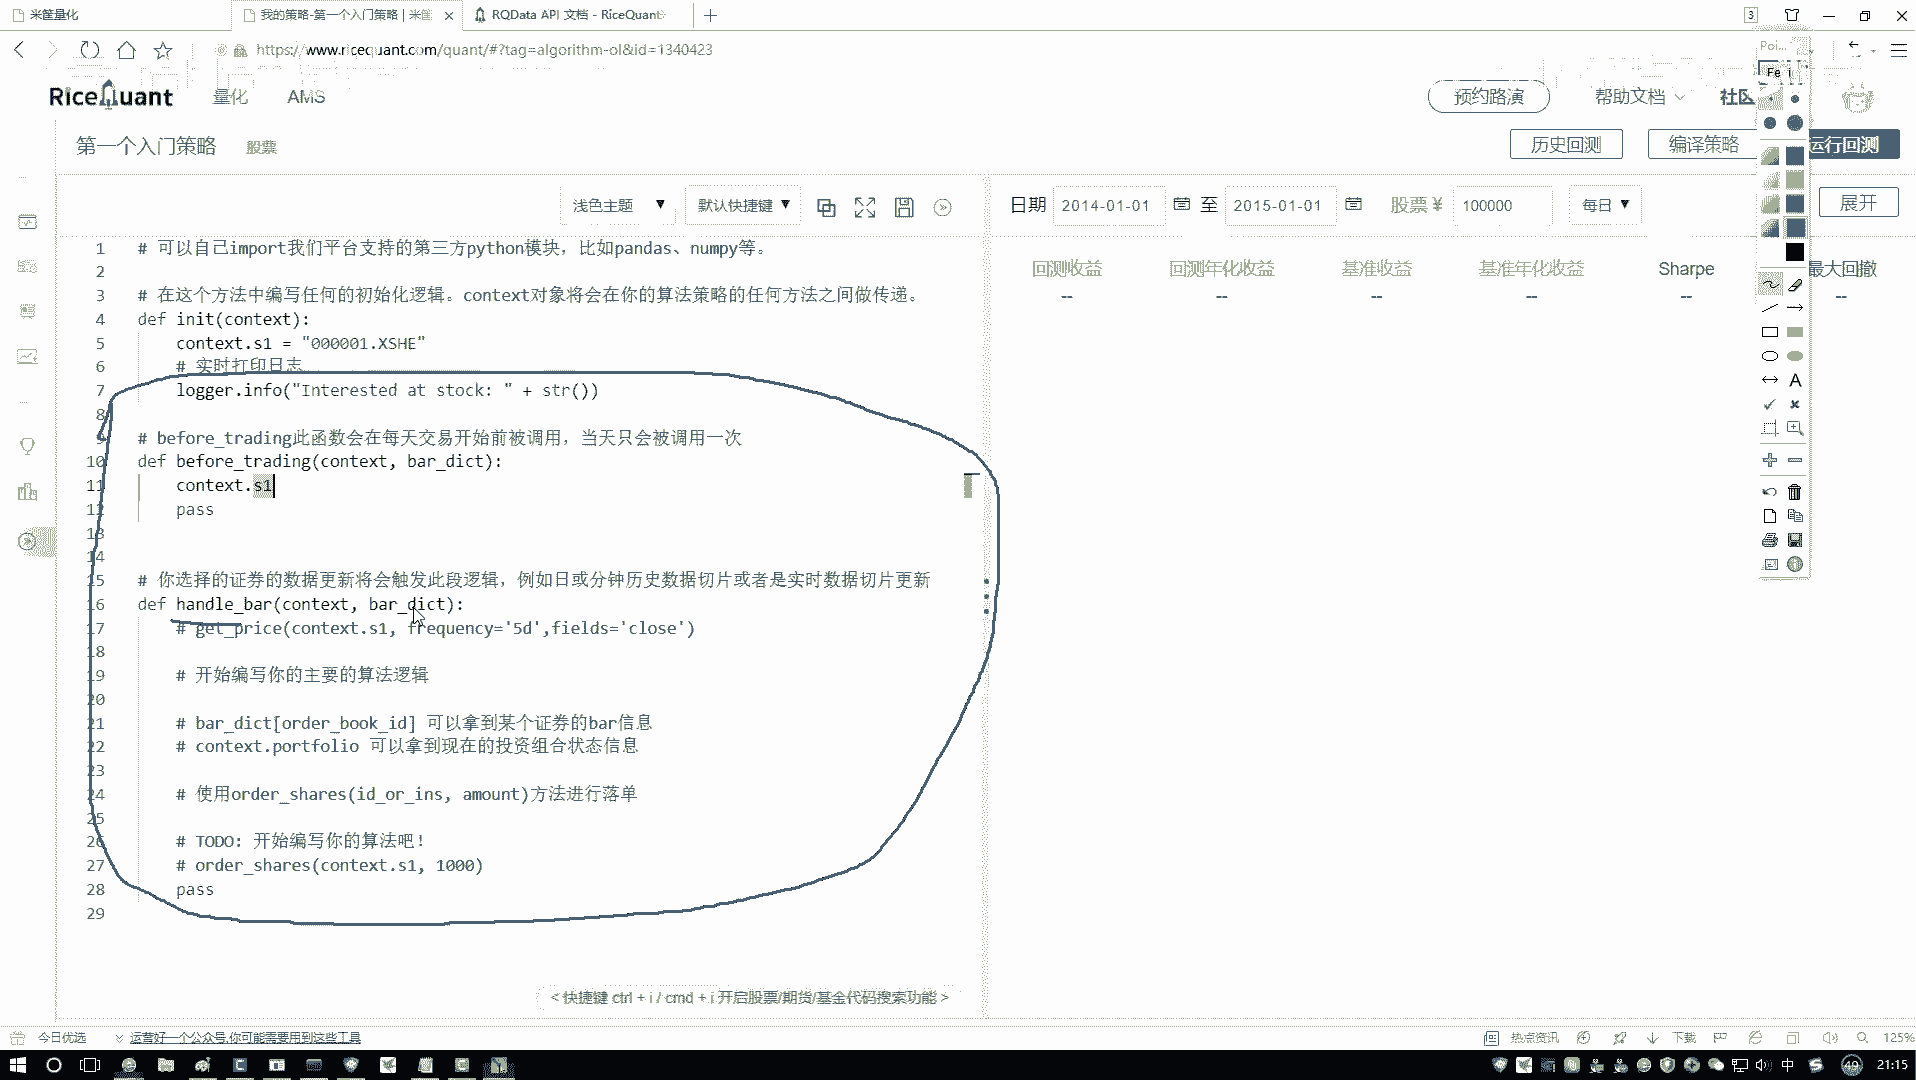 米筐量化
我的策略-第一个入门策略 | 米筐
RQData API 文档 - RiceQuant
3
https://www.ricequant.com/quant/#?tag=algorithm-ol&id=1340423
RiceQuant
量化
AMS
预约路演
帮助文档
社区
第一个入门策略
股票
历史回测
编译策略
运行回测
浅色主题
默认快捷键
日期 2014-01-01 至 2015-01-01
股票 ¥ 100000
每日
展开
回测收益 回测年化收益 基准收益 基准年化收益 Sharpe 最大回撤
-- -- -- -- -- --
1 # 可以自己import我们平台支持的第三方python模块，比如pandas、numpy等。
2
3 # 在这个方法中编写任何的初始化逻辑。context对象将会在你的算法策略的任何方法之间做传递。
4 def init(context):
5 context.s1 = "000001.XSHE"
6 # 实时打印日志
7 logger.info("Interested at stock: " + str())
8
9 # before_trading此函数会在每天交易开始前被调用，当天只会被调用一次
10 def before_trading(context, bar_dict):
11 context.s1
12 pass
13
14
15 # 你选择的证券的数据更新将会触发此段逻辑，例如日或分钟历史数据切片或者是实时数据切片更新
16 def handle_bar(context, bar_dict):
17 # get_price(context.s1, frequency='5d',fields='close')
18
19 # 开始编写你的主要的算法逻辑
20
21 # bar_dict[order_book_id] 可以拿到某个证券的bar信息
22 # context.portfolio 可以拿到现在的投资组合状态信息
23
24 # 使用order_shares(id_or_ins, amount)方法进行落单
25
26 # TODO: 开始编写你的算法吧！
27 # order_shares(context.s1, 1000)
28 pass
29
< 快捷键 ctrl + i / cmd + i 开启股票/期货/基金代码搜索功能 >
今日优选
运营好一个公众号,你可能需要用到这些工具
热点资讯
下载
125%
中
49
21:15